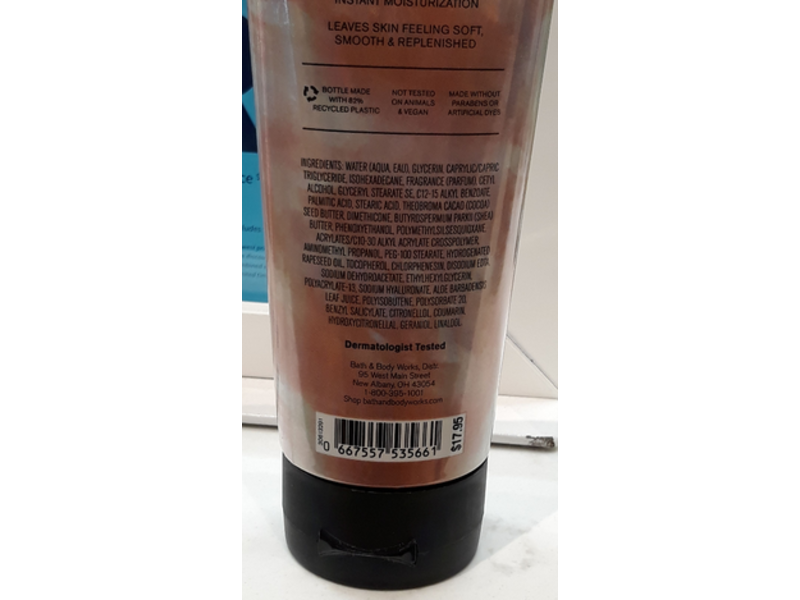 INSTANT MOISTURIZATION
LEAVES SKIN FEELING SOFT,
SMOOTH & REPLENISHED
BOTTLE MADE
WITH 82%
RECYCLED PLASTIC
NOT TESTED
ON ANIMALS
& VEGAN
MADE WITHOUT
PARABENS OR
ARTIFICIAL DYES
INGREDIENTS: WATER (AQUA, EAU), GLYCERIN, CAPRYLIC/CAPRIC
TRIGLYCERIDE, ISOHEXADECANE, FRAGRANCE (PARFUM), CETYL
ALCOHOL, GLYCERYL STEARATE SE, C12-15 ALKYL BENZOATE,
PALMITIC ACID, STEARIC ACID, THEOBROMA CACAO (COCOA)
SEED BUTTER, DIMETHICONE, BUTYROSPERMUM PARKII (SHEA)
BUTTER, PHENOXYETHANOL, POLYMETHYLSILSESQUIOXANE,
ACRYLATES/C10-30 ALKYL ACRYLATE CROSSPOLYMER,
AMINOMETHYL PROPANOL, PEG-100 STEARATE, HYDROGENATED
RAPESEED OIL, TOCOPHEROL, CHLORPHENESIN, DISODIUM EDTA,
SODIUM DEHYDROACETATE, ETHYLHEXYLGLYCERIN,
POLYACRYLATE-13, SODIUM HYALURONATE, ALOE BARBADENSIS
LEAF JUICE, POLYISOBUTENE, POLYSORBATE 20,
BENZYL SALICYLATE, CITRONELLOL, COUMARIN,
HYDROXYCITRONELLAL, GERANIOL, LINALOOL.
Dermatologist Tested
Bath & Body Works, Distr.
95 West Main Street
New Albany, OH 43054
1-800-395-1001
Shop bathandbodyworks.com
0 667557 535661
$17.95